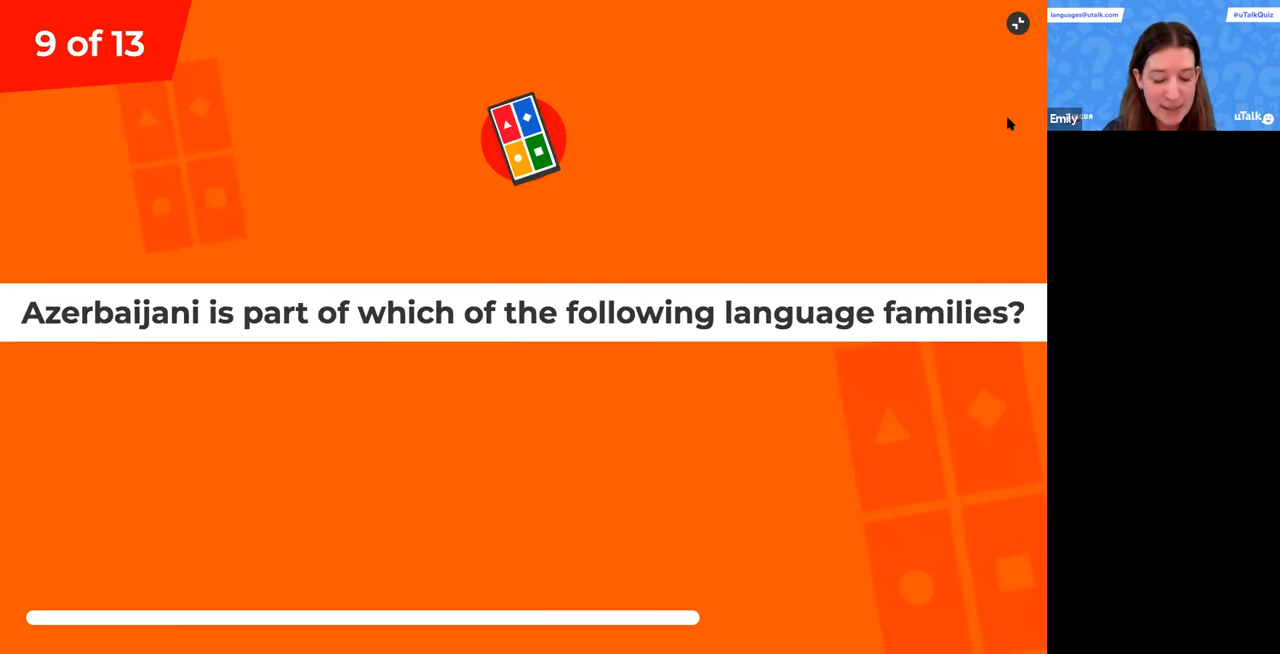 9 of 13
languages@utalk.com
#uTalkQuiz
Emily
uTalk
Azerbaijani is part of which of the following language families?